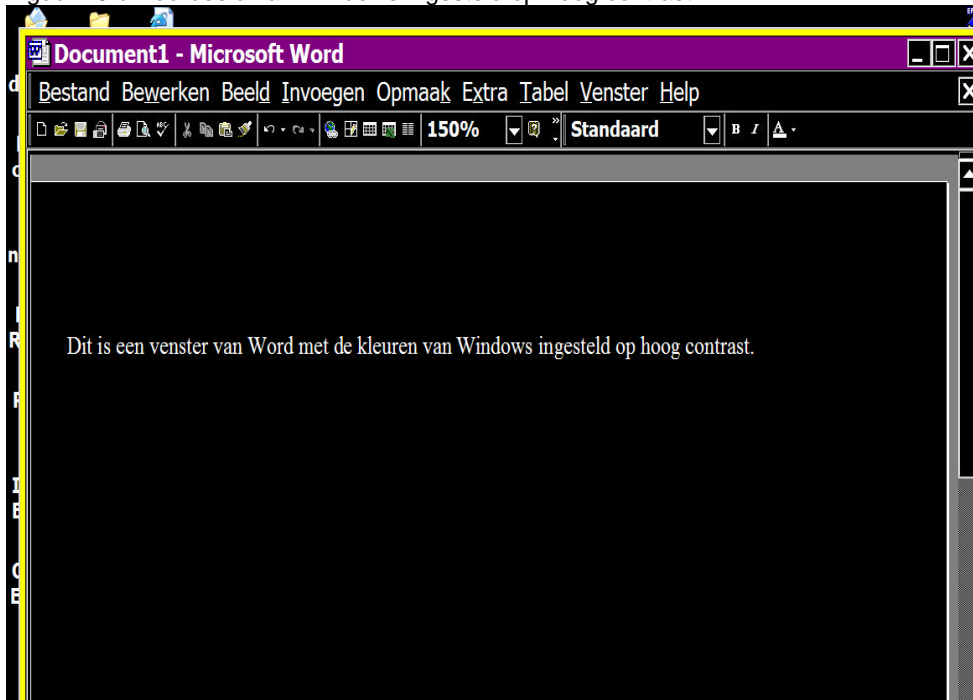 Document1 - Microsoft Word
Bestand Bewerken Beeld Invoegen Opmaak Extra Tabel Venster Help
150% Standaard B I A
Dit is een venster van Word met de kleuren van Windows ingesteld op hoog contrast.